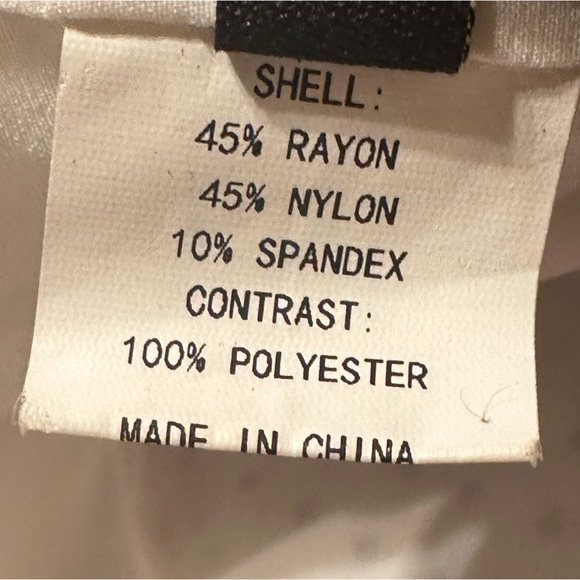 SHELL:
45% RAYON
45% NYLON
10% SPANDEX
CONTRAST:
100% POLYESTER
MADE IN CHINA